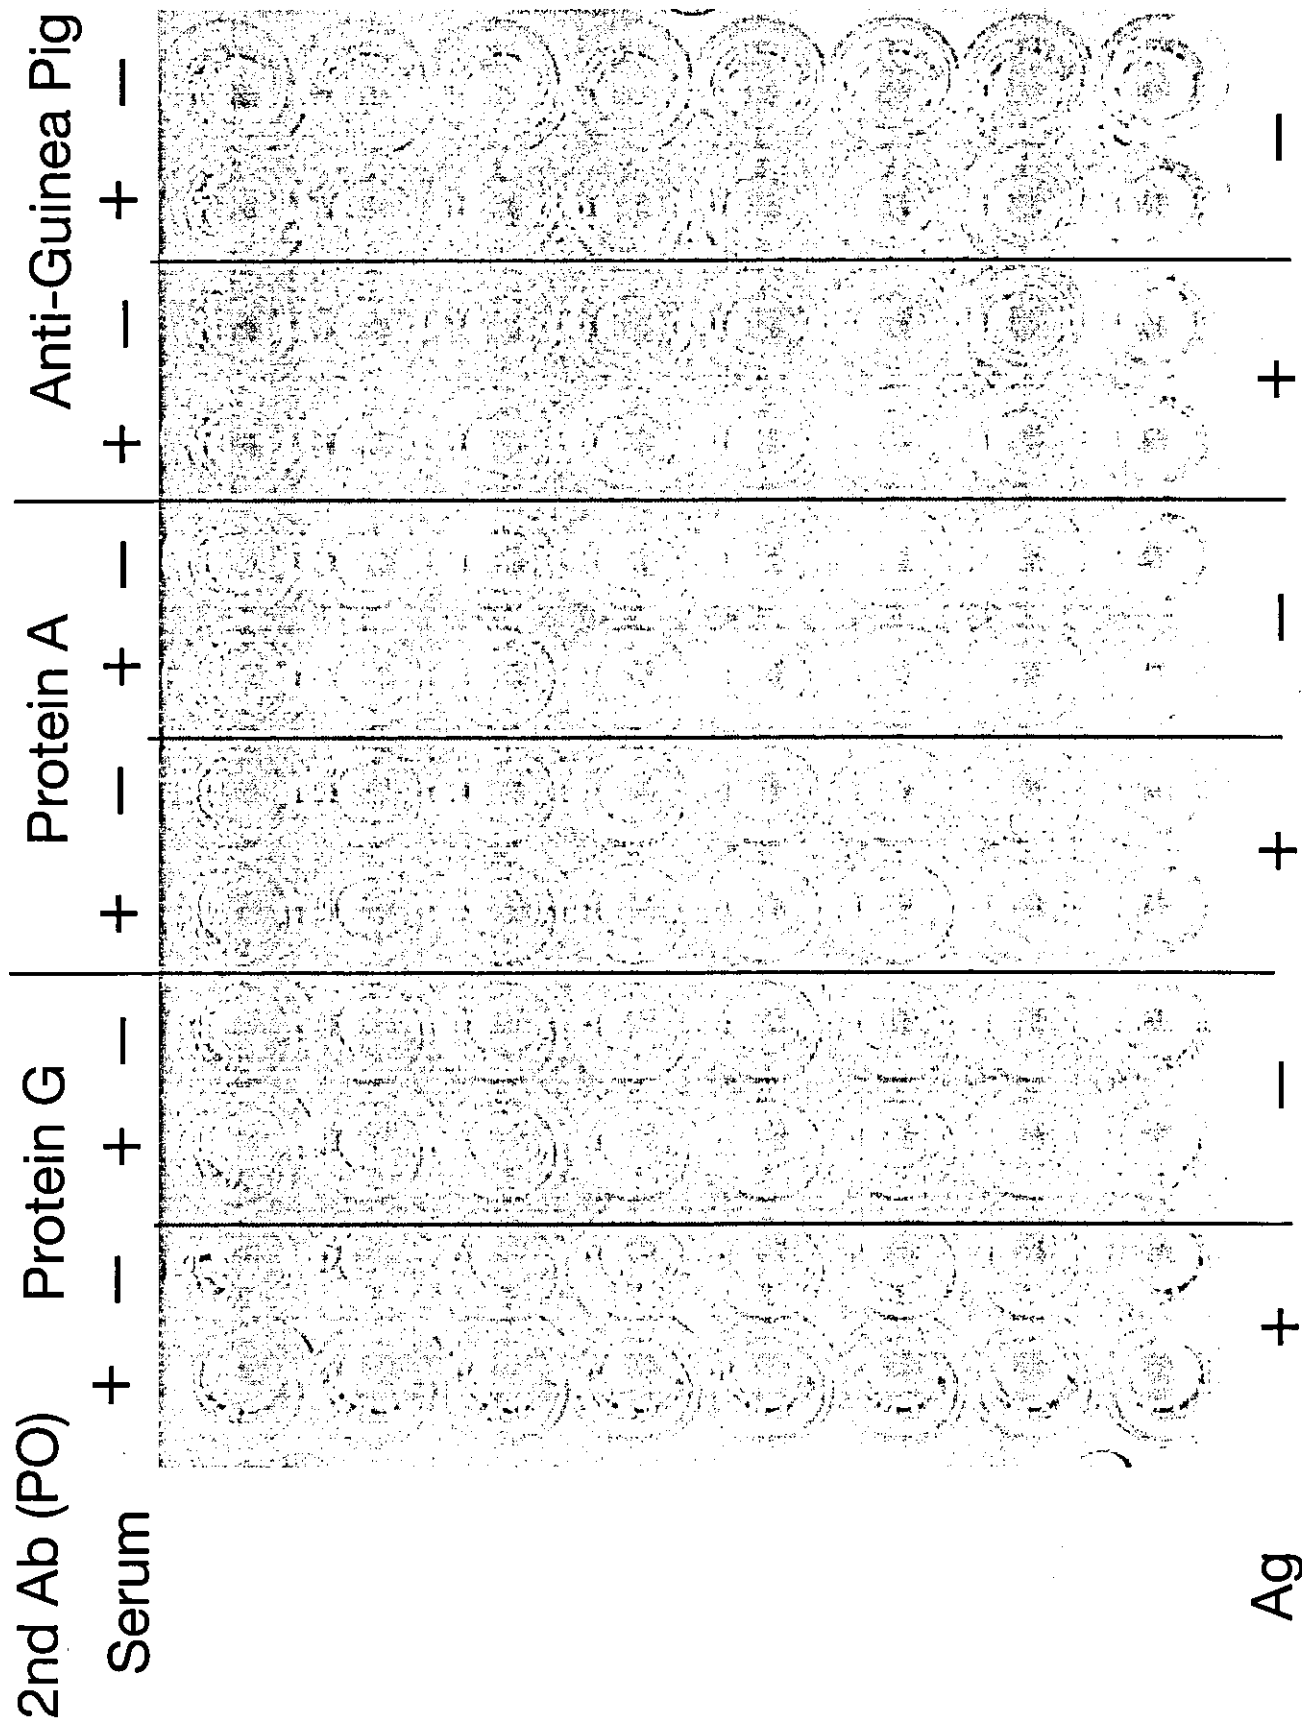 2nd Ab (PO) Protein G Protein A Anti-Guinea Pig
Serum + − + − + − + − + − + −
Ag + − + − + −